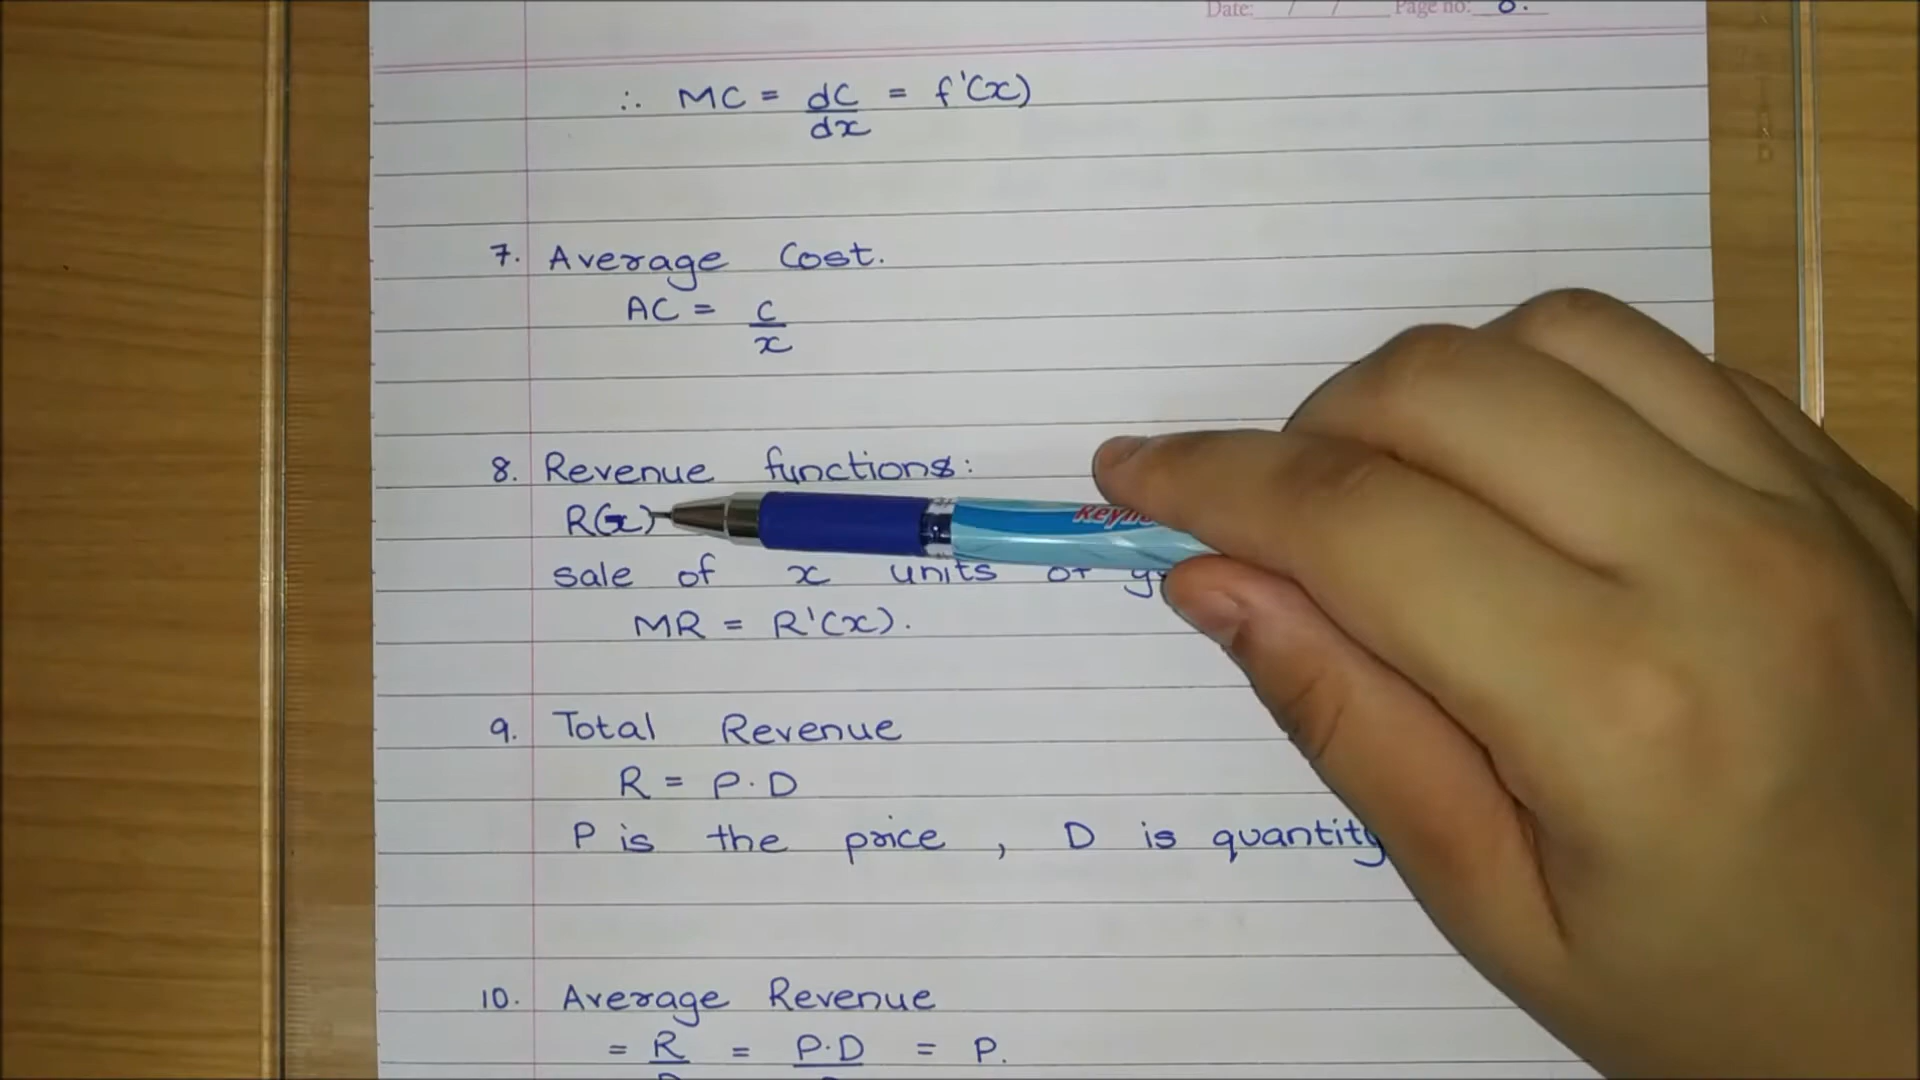 Date: / / Page no: 8.
∴ MC = dC/dx = f'(x)
7. Average Cost.
AC = C/x
8. Revenue functions:
R(x)
sale of x units of
MR = R'(x).
9. Total Revenue
R = P·D
P is the price, D is quantity
10. Average Revenue
= R = P·D = P.